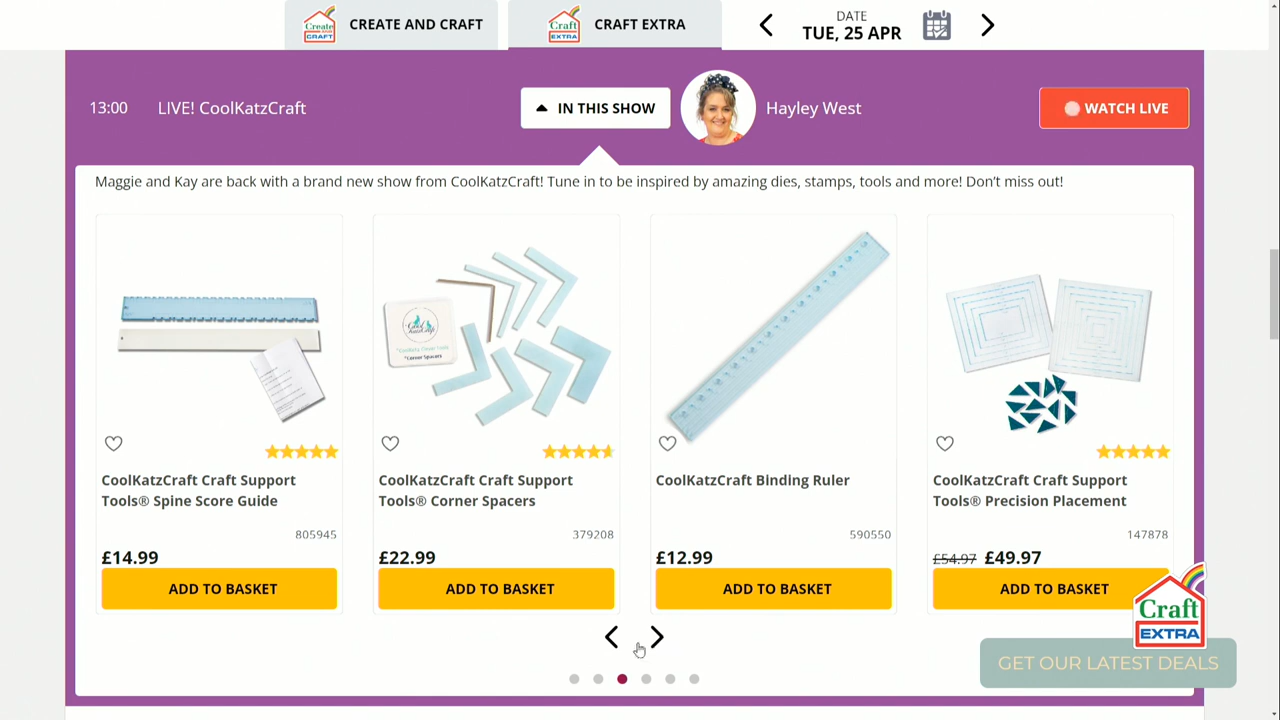 Create and CRAFT
CREATE AND CRAFT
Craft EXTRA
CRAFT EXTRA
DATE
TUE, 25 APR
13:00
LIVE! CoolKatzCraft
IN THIS SHOW
Hayley West
WATCH LIVE
Maggie and Kay are back with a brand new show from CoolKatzCraft! Tune in to be inspired by amazing dies, stamps, tools and more! Don't miss out!
CoolKatzCraft
*Corner Spacers
CoolKatzCraft Craft Support
Tools® Spine Score Guide
805945
£14.99
ADD TO BASKET
CoolKatzCraft Craft Support
Tools® Corner Spacers
379208
£22.99
ADD TO BASKET
CoolKatzCraft Binding Ruler
590550
£12.99
ADD TO BASKET
CoolKatzCraft Craft Support
Tools® Precision Placement
147878
£54.97 £49.97
ADD TO BASKET
Craft
EXTRA
GET OUR LATEST DEALS